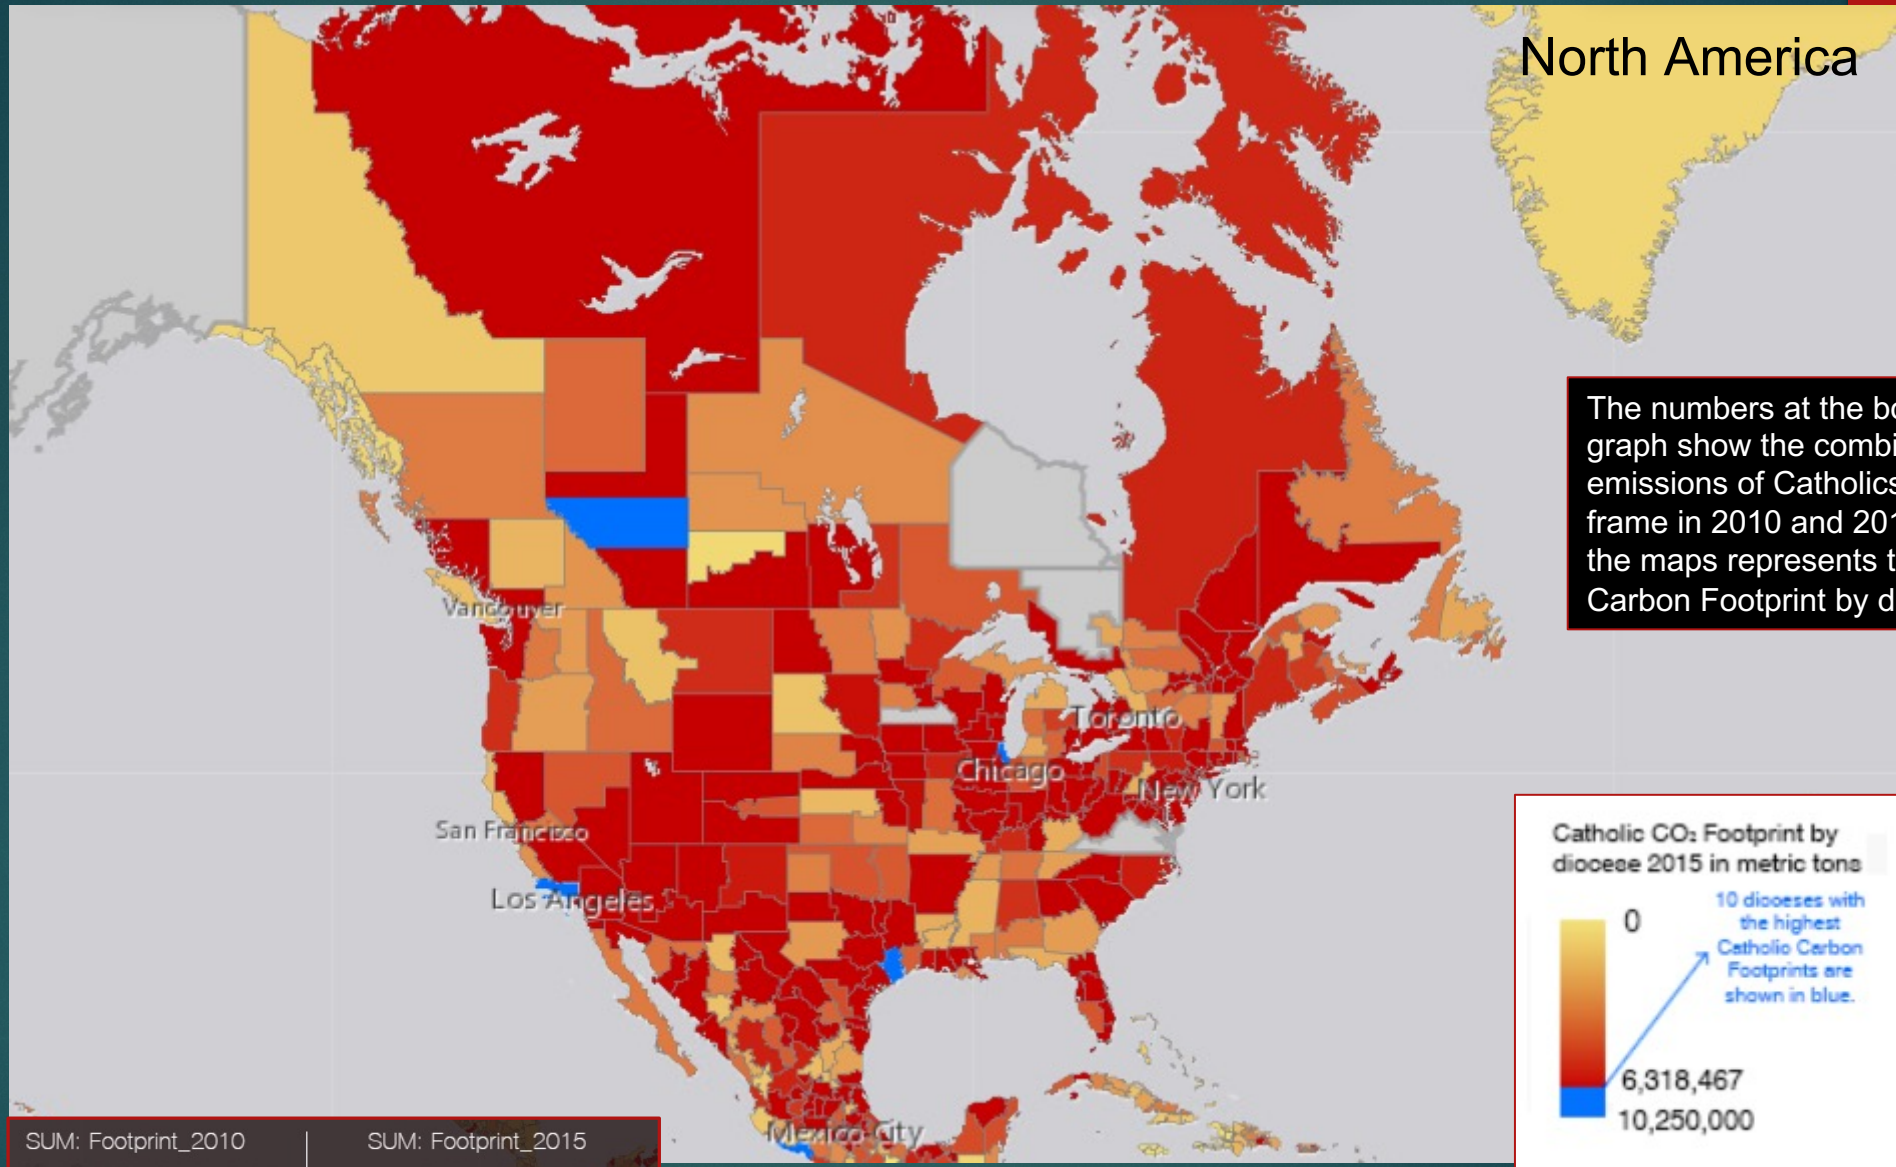 North America
The numbers at the bo
graph show the combi
emissions of Catholics
frame in 2010 and 201
the maps represents t
Carbon Footprint by d
Vancouver
Toronto
Chicago
New York
San Francisco
Los Angeles
Mexico City
Catholic CO₂ Footprint by
diocese 2015 in metric tons
10 dioceses with
the highest
Catholic Carbon
Footprints are
shown in blue.
0
6,318,467
10,250,000
SUM: Footprint_2010 | SUM: Footprint_2015